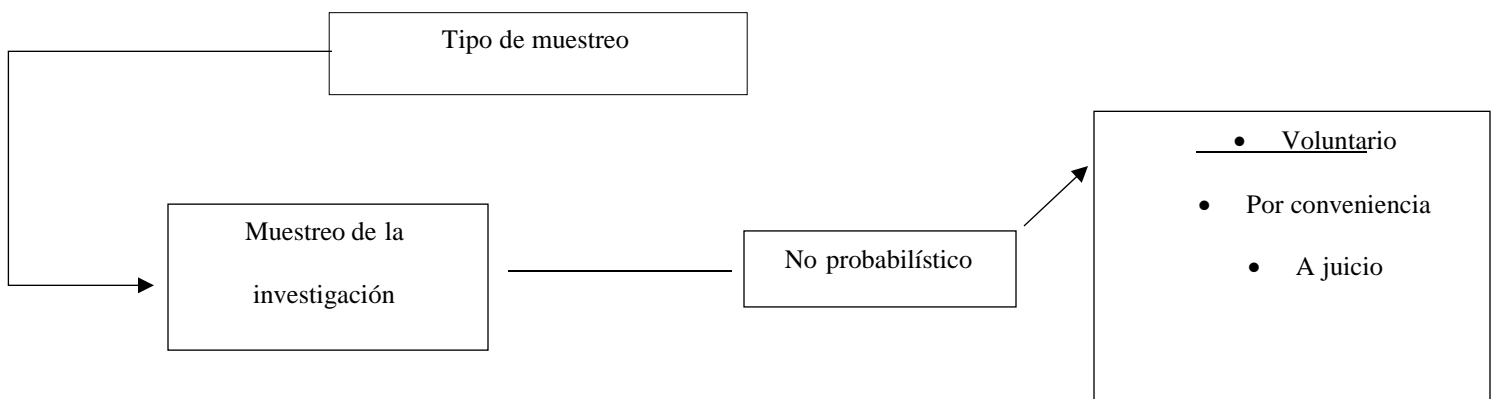 Tipo de muestreo
Muestreo de la
investigación
No probabilístico
• Voluntario
• Por conveniencia
• A juicio